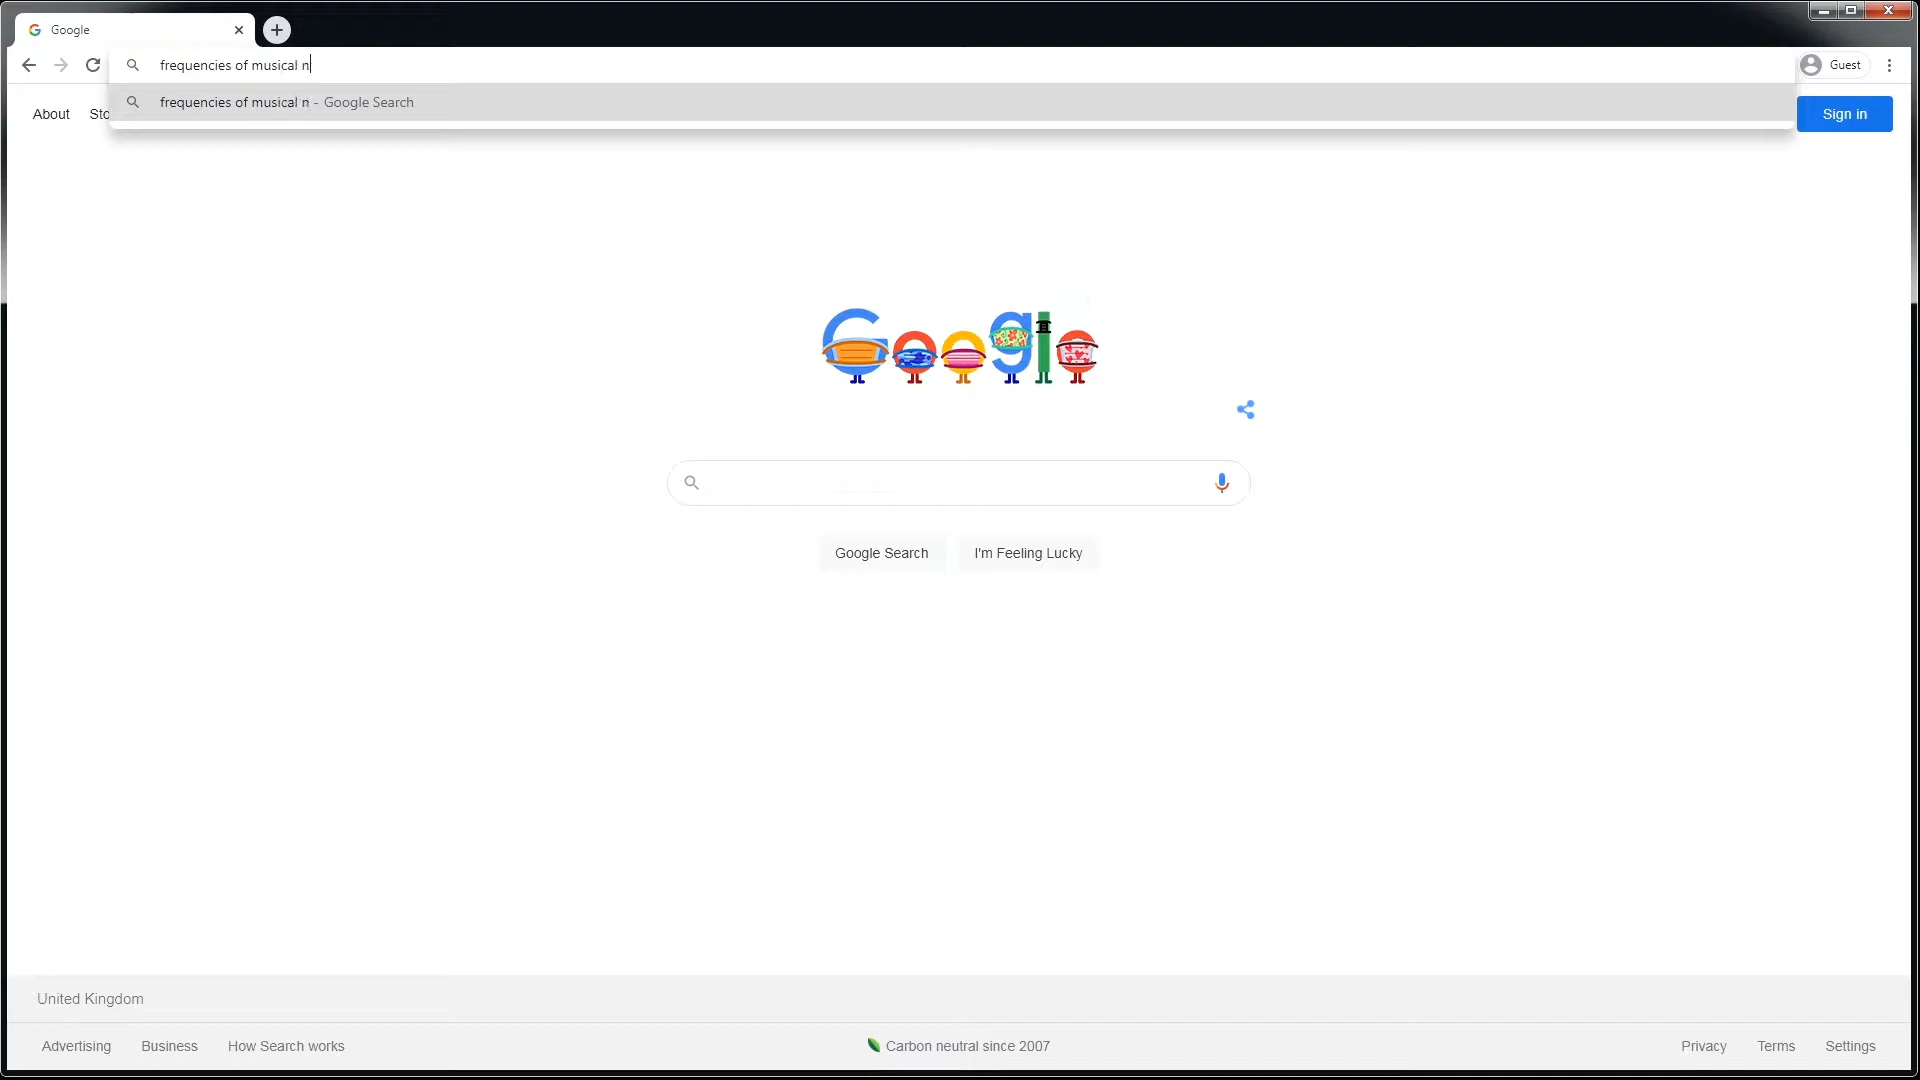 Google
frequencies of musical n
Guest
frequencies of musical n - Google Search
About
Sto
Sign in
Google
Google Search
I'm Feeling Lucky
United Kingdom
Advertising
Business
How Search works
Carbon neutral since 2007
Privacy
Terms
Settings